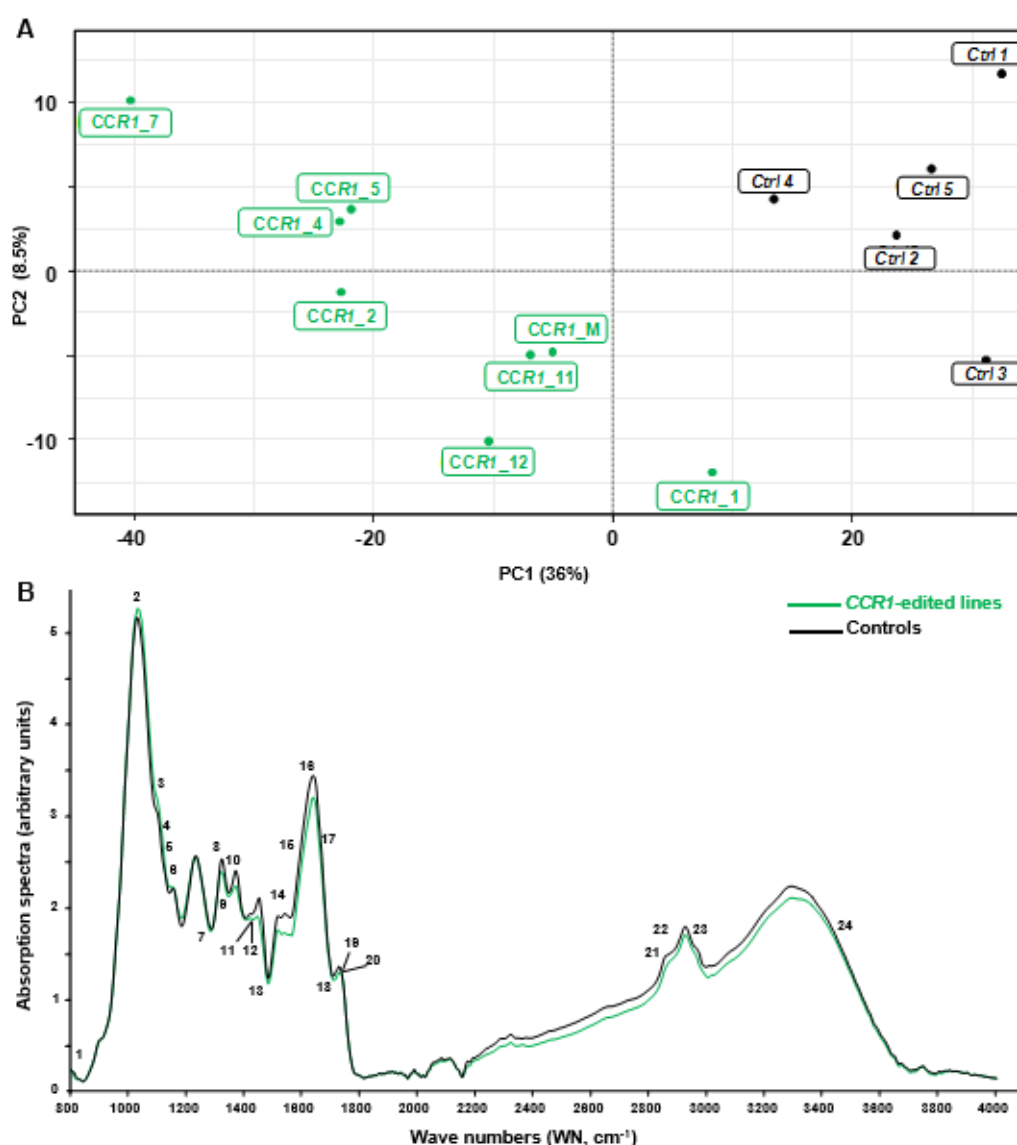 A
Ctrl 1
10
CCR1_7
CCR1_5
Ctrl 4
Ctrl 5
CCR1_4
Ctrl 2
0
CCR1_2
CCR1_M
CCR1_11
Ctrl 3
-10
CCR1_12
CCR1_1
PC2 (8.5%)
-40
-20
0
20
PC1 (36%)
B
2
CCR1-edited lines
Controls
5
4
3
2
1
0
Absorption spectra (arbitrary units)
1
3
4
5
6
7
8
9
10
11
12
13
14
15
16
17
18
19
20
21
22
23
24
800 1000 1200 1400 1600 1800 2000 2200 2400 2600 2800 3000 3200 3400 3600 3800 4000
Wave numbers (WN, cm⁻¹)